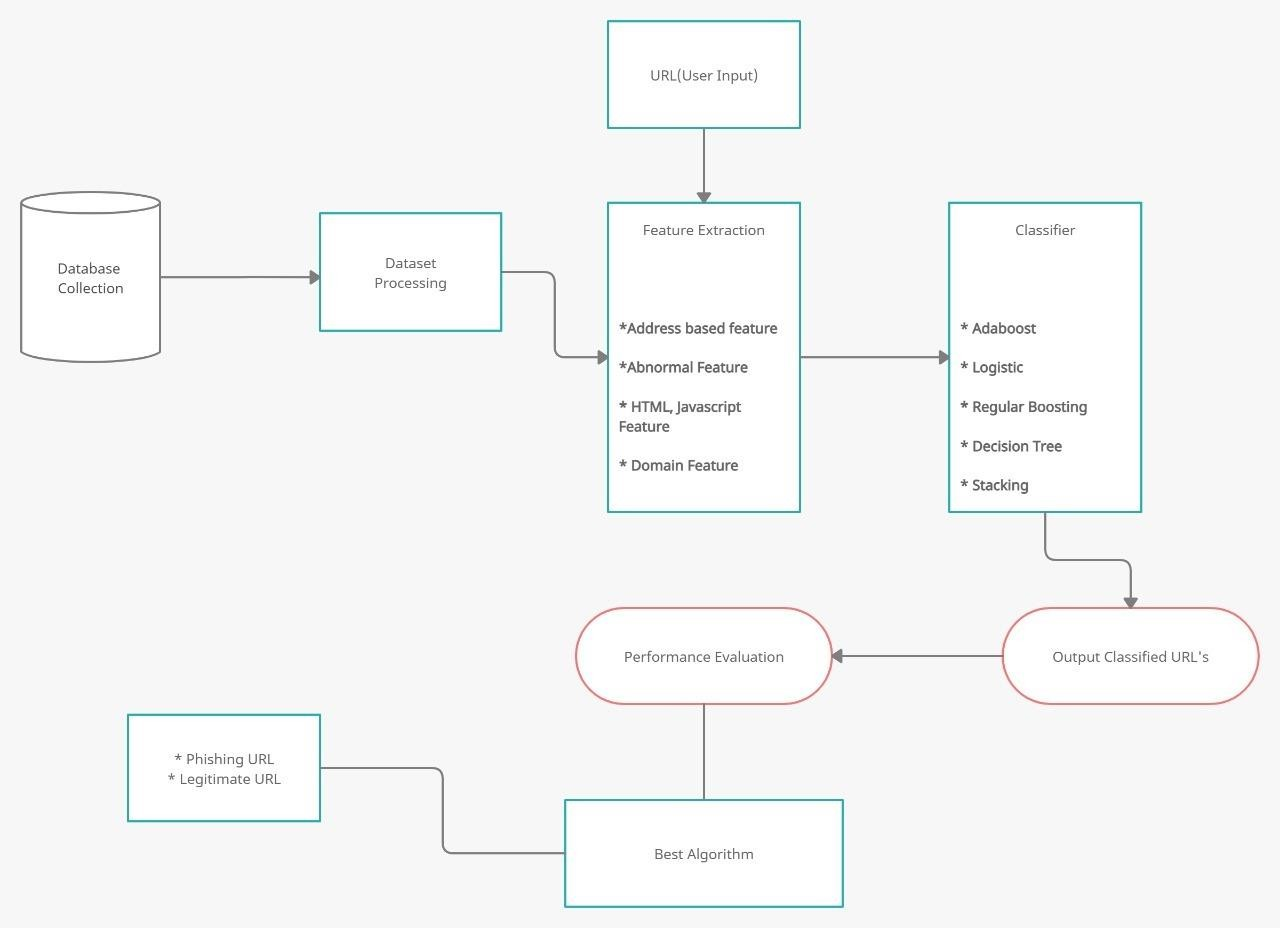 URL(User Input)
Database
Collection
Dataset
Processing
Feature Extraction
*Address based feature
*Abnormal Feature
* HTML, Javascript
Feature
* Domain Feature
Classifier
* Adaboost
* Logistic
* Regular Boosting
* Decision Tree
* Stacking
Output Classified URL's
Performance Evaluation
Best Algorithm
* Phishing URL
* Legitimate URL